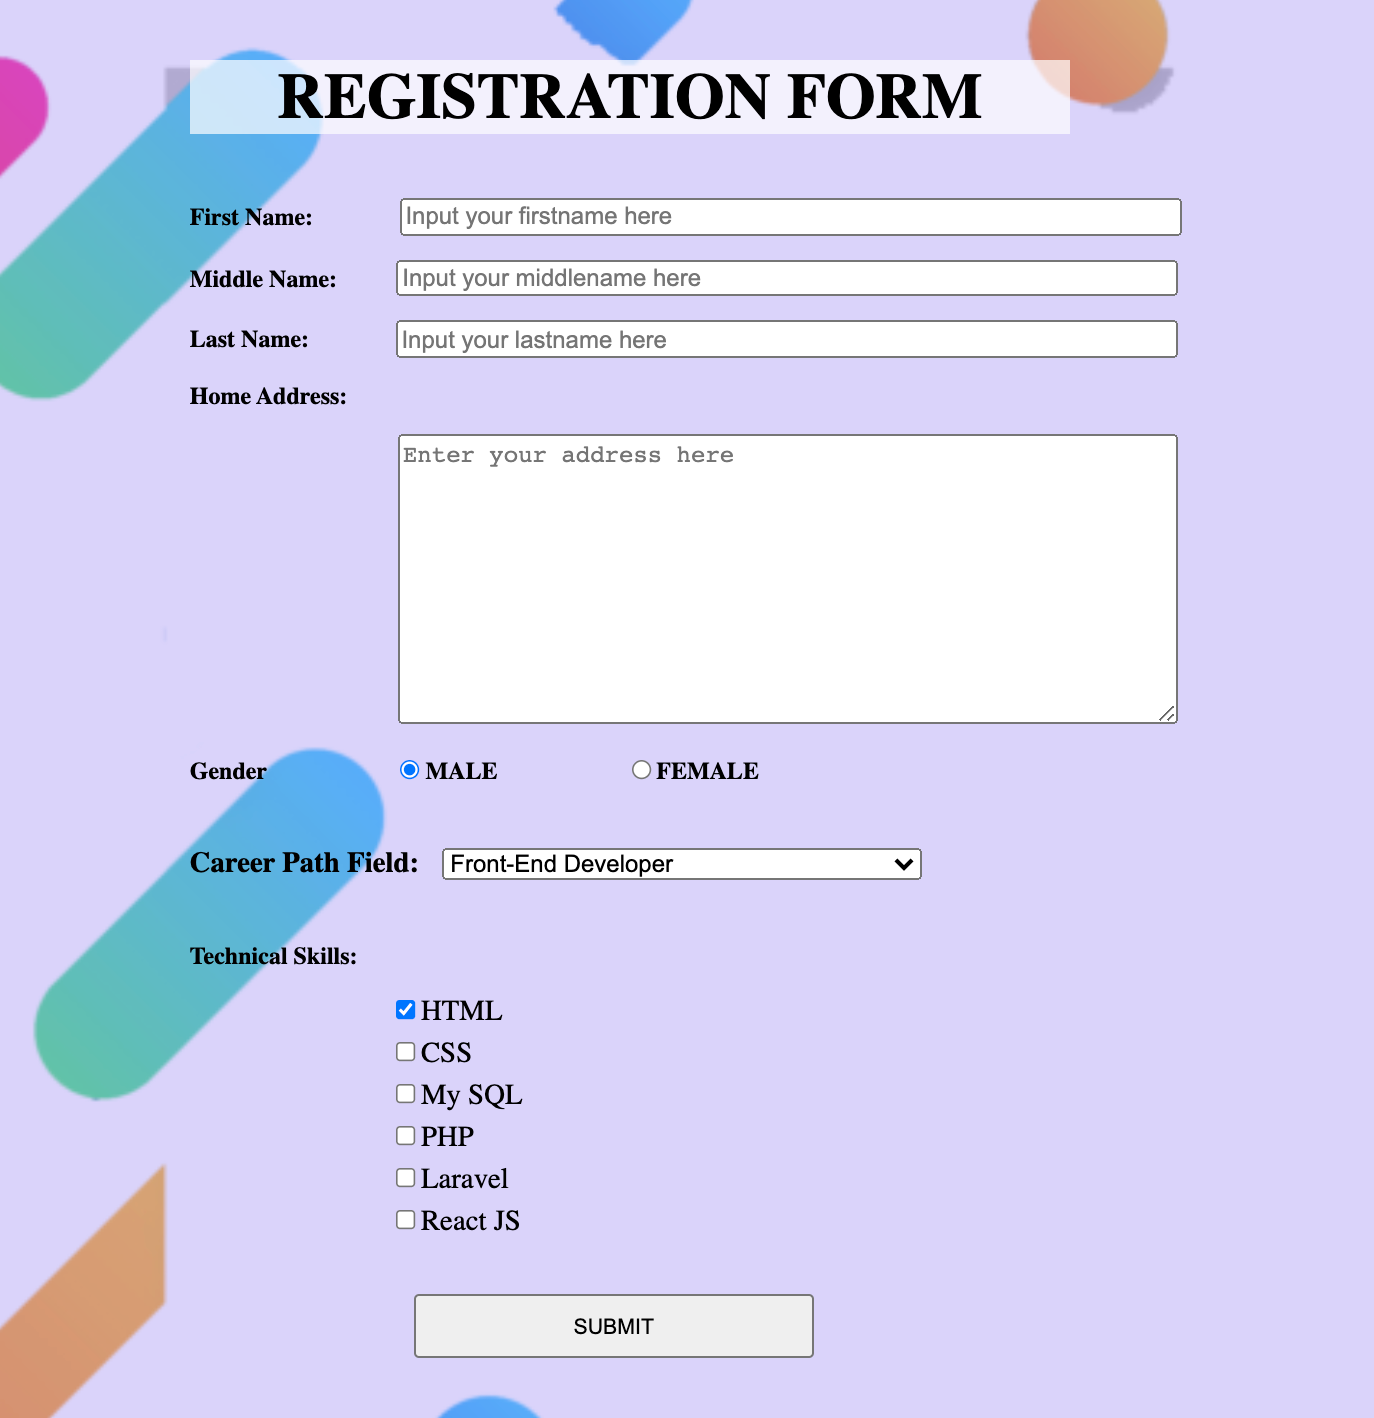 REGISTRATION FORM
First Name: Input your firstname here
Middle Name: Input your middlename here
Last Name: Input your lastname here
Home Address:
Enter your address here
Gender MALE FEMALE
Career Path Field: Front-End Developer
Technical Skills:
HTML
CSS
My SQL
PHP
Laravel
React JS
SUBMIT